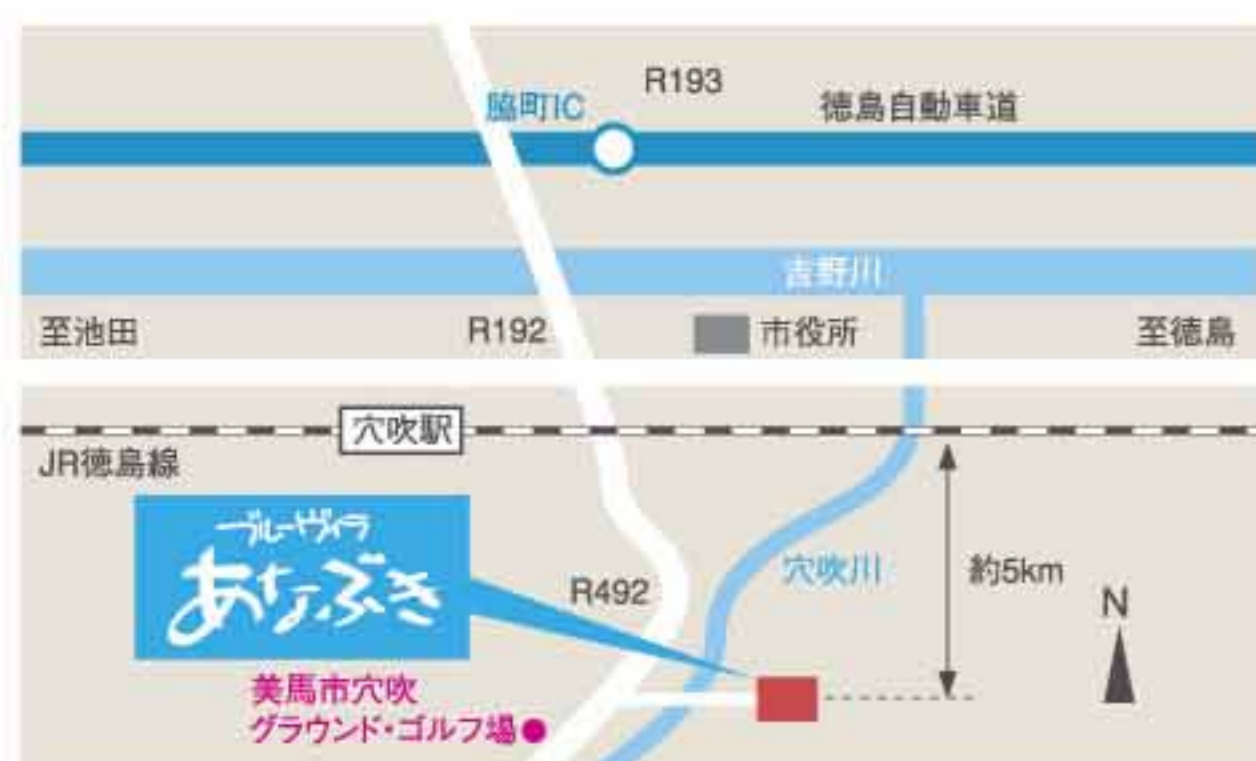 R193
脇町IC
徳島自動車道
吉野川
至池田
R192
市役所
至徳島
穴吹駅
JR徳島線
ブルーヴィラ
あなぶき
穴吹川
約5km
R492
N
美馬市穴吹
グラウンド・ゴルフ場